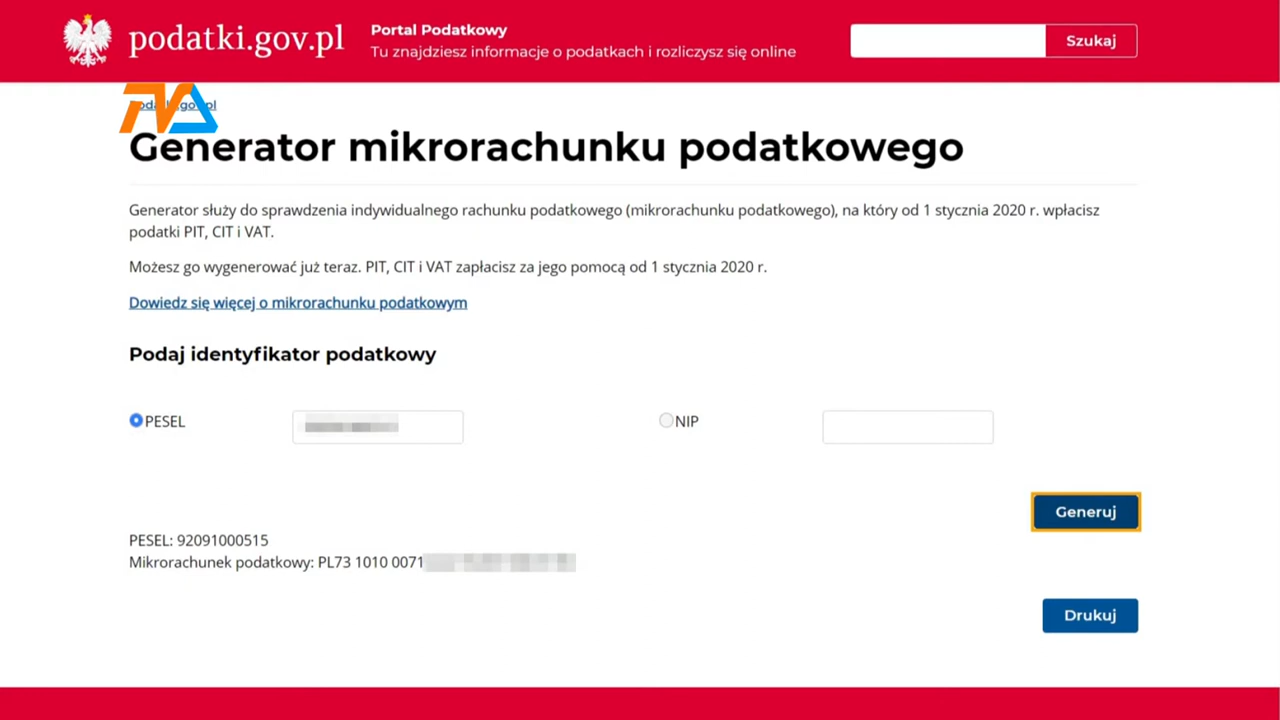 podatki.gov.pl
Portal Podatkowy
Tu znajdziesz informacje o podatkach i rozliczysz się online
Szukaj
Generator mikrorachunku podatkowego
Generator służy do sprawdzenia indywidualnego rachunku podatkowego (mikrorachunku podatkowego), na który od 1 stycznia 2020 r. wpłacisz
podatki PIT, CIT i VAT.
Możesz go wygenerować już teraz. PIT, CIT i VAT zapłacisz za jego pomocą od 1 stycznia 2020 r.
Dowiedz się więcej o mikrorachunku podatkowym
Podaj identyfikator podatkowy
PESEL
NIP
Generuj
PESEL: 92091000515
Mikrorachunek podatkowy: PL73 1010 0071
Drukuj